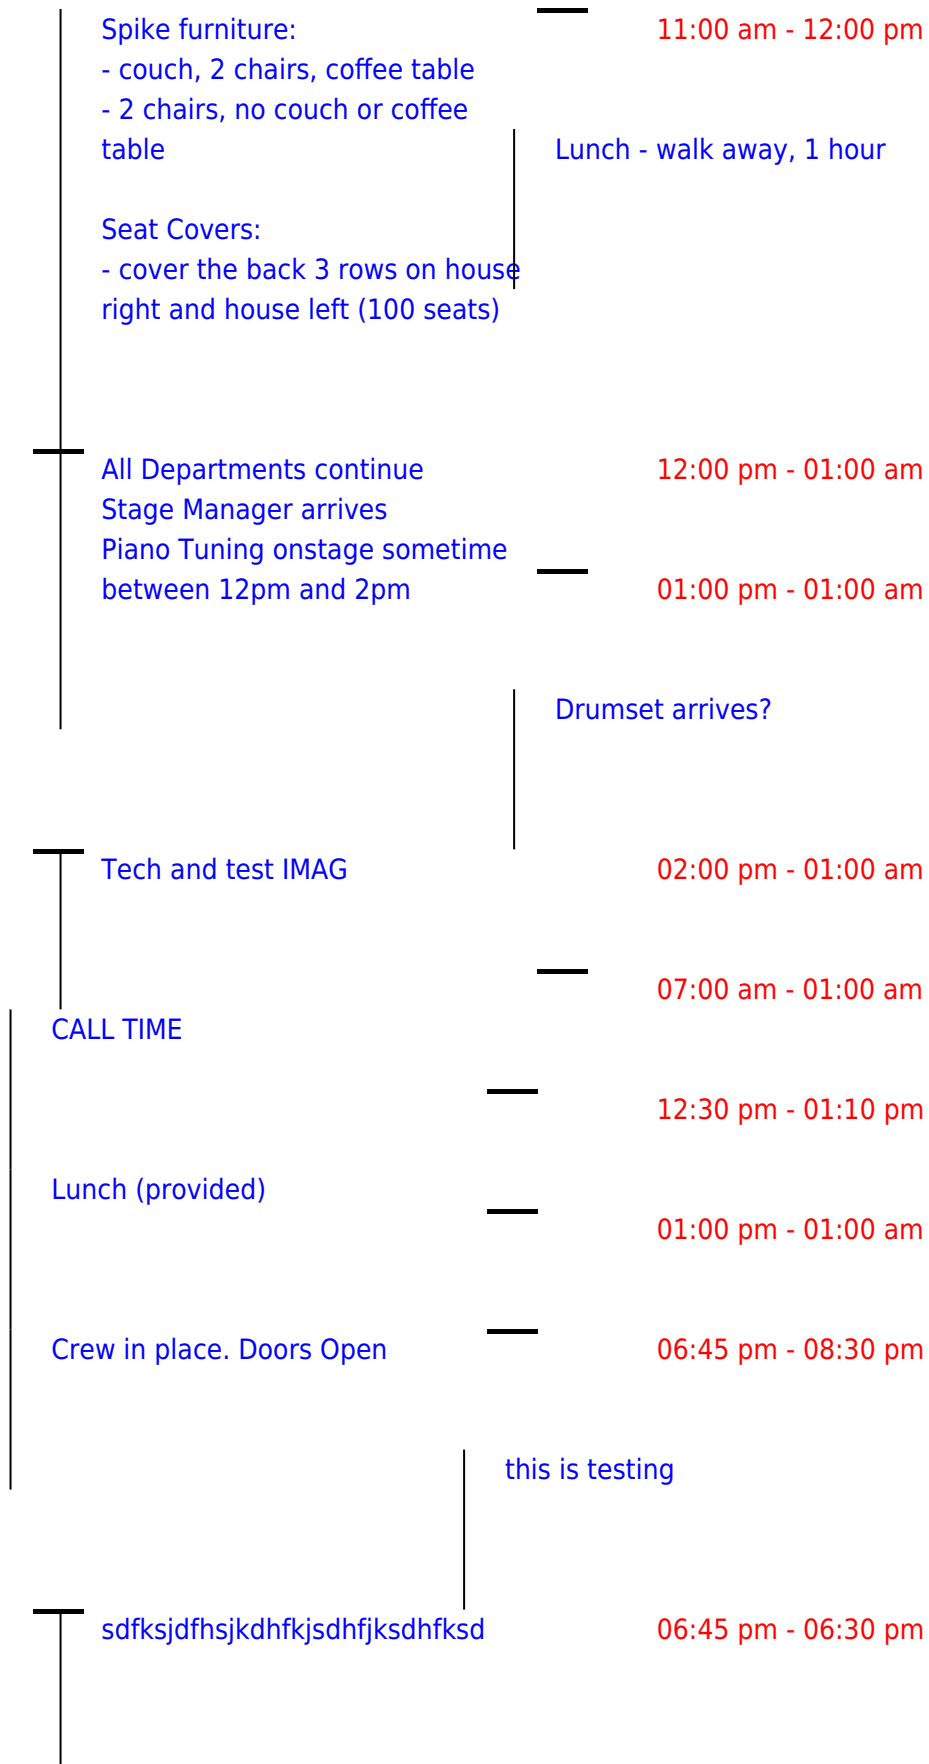 Spike furniture:
11:00 am - 12:00 pm
- couch, 2 chairs, coffee table
- 2 chairs, no couch or coffee
table
Lunch - walk away, 1 hour
Seat Covers:
- cover the back 3 rows on house
right and house left (100 seats)
All Departments continue
12:00 pm - 01:00 am
Stage Manager arrives
Piano Tuning onstage sometime
between 12pm and 2pm
01:00 pm - 01:00 am
Drumset arrives?
Tech and test IMAG
02:00 pm - 01:00 am
07:00 am - 01:00 am
CALL TIME
12:30 pm - 01:10 pm
Lunch (provided)
01:00 pm - 01:00 am
Crew in place. Doors Open
06:45 pm - 08:30 pm
this is testing
sdfksjdfhsjkdhfkjsdhfjksdhfksd
06:45 pm - 06:30 pm